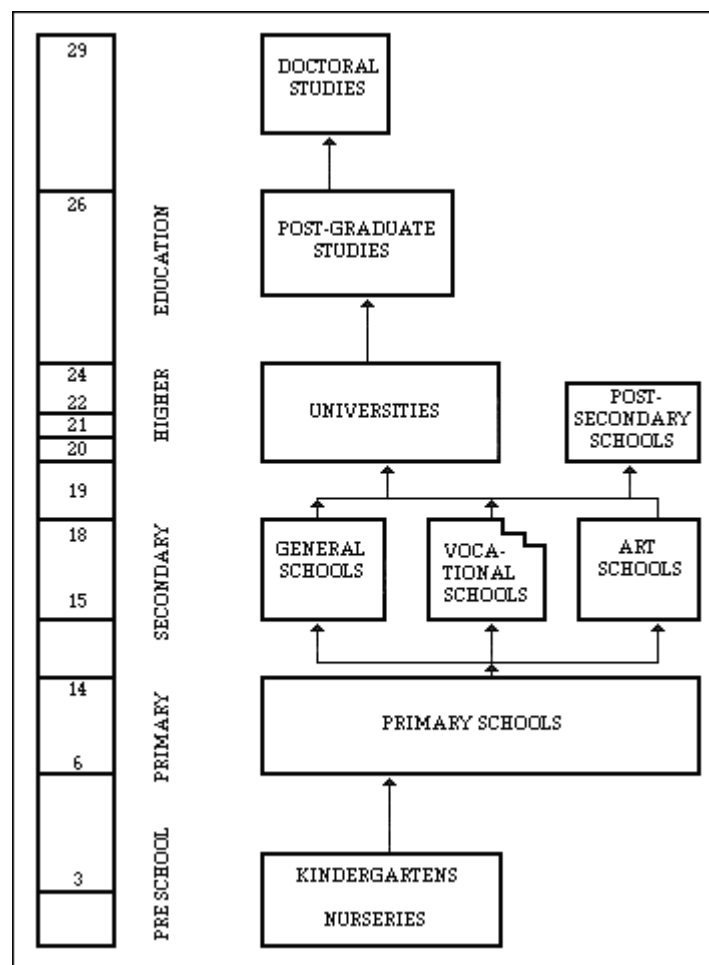 29
DOCTORAL
STUDIES
26
POST-GRADUATE
STUDIES
EDUCATION
24
HIGHER
22
UNIVERSITIES
POST-
SECONDARY
SCHOOLS
21
20
19
18
GENERAL
SCHOOLS
VOCA-
TIONAL
SCHOOLS
ART
SCHOOLS
SECONDARY
15
14
PRIMARY SCHOOLS
PRIMARY
6
3
KINDERGARTENS
NURSERIES
PRESCHOOL